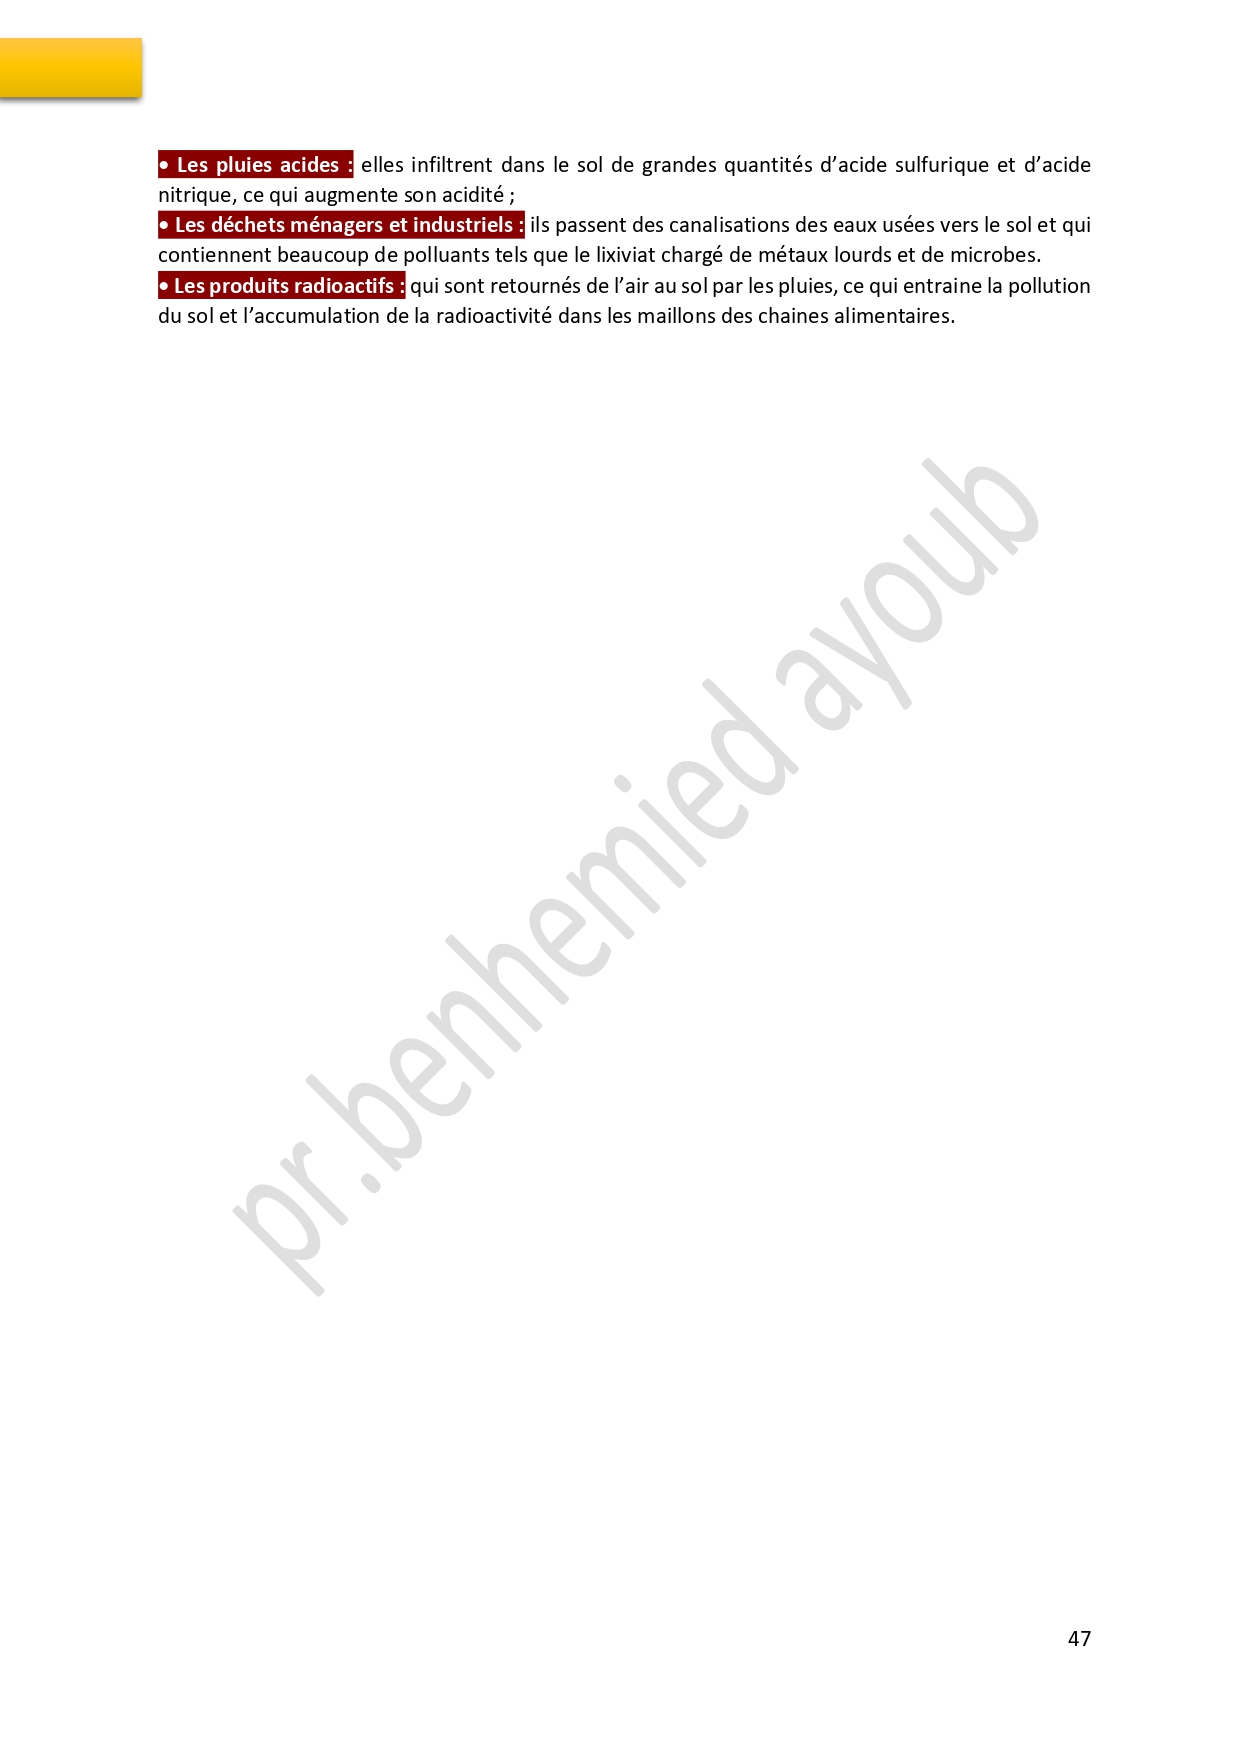 • Les pluies acides : elles infiltrent dans le sol de grandes quantités d’acide sulfurique et d’acide
nitrique, ce qui augmente son acidité ;
• Les déchets ménagers et industriels : ils passent des canalisations des eaux usées vers le sol et qui
contiennent beaucoup de polluants tels que le lixiviat chargé de métaux lourds et de microbes.
• Les produits radioactifs : qui sont retournés de l’air au sol par les pluies, ce qui entraine la pollution
du sol et l’accumulation de la radioactivité dans les maillons des chaines alimentaires.
pr.benhemied ayoub
47